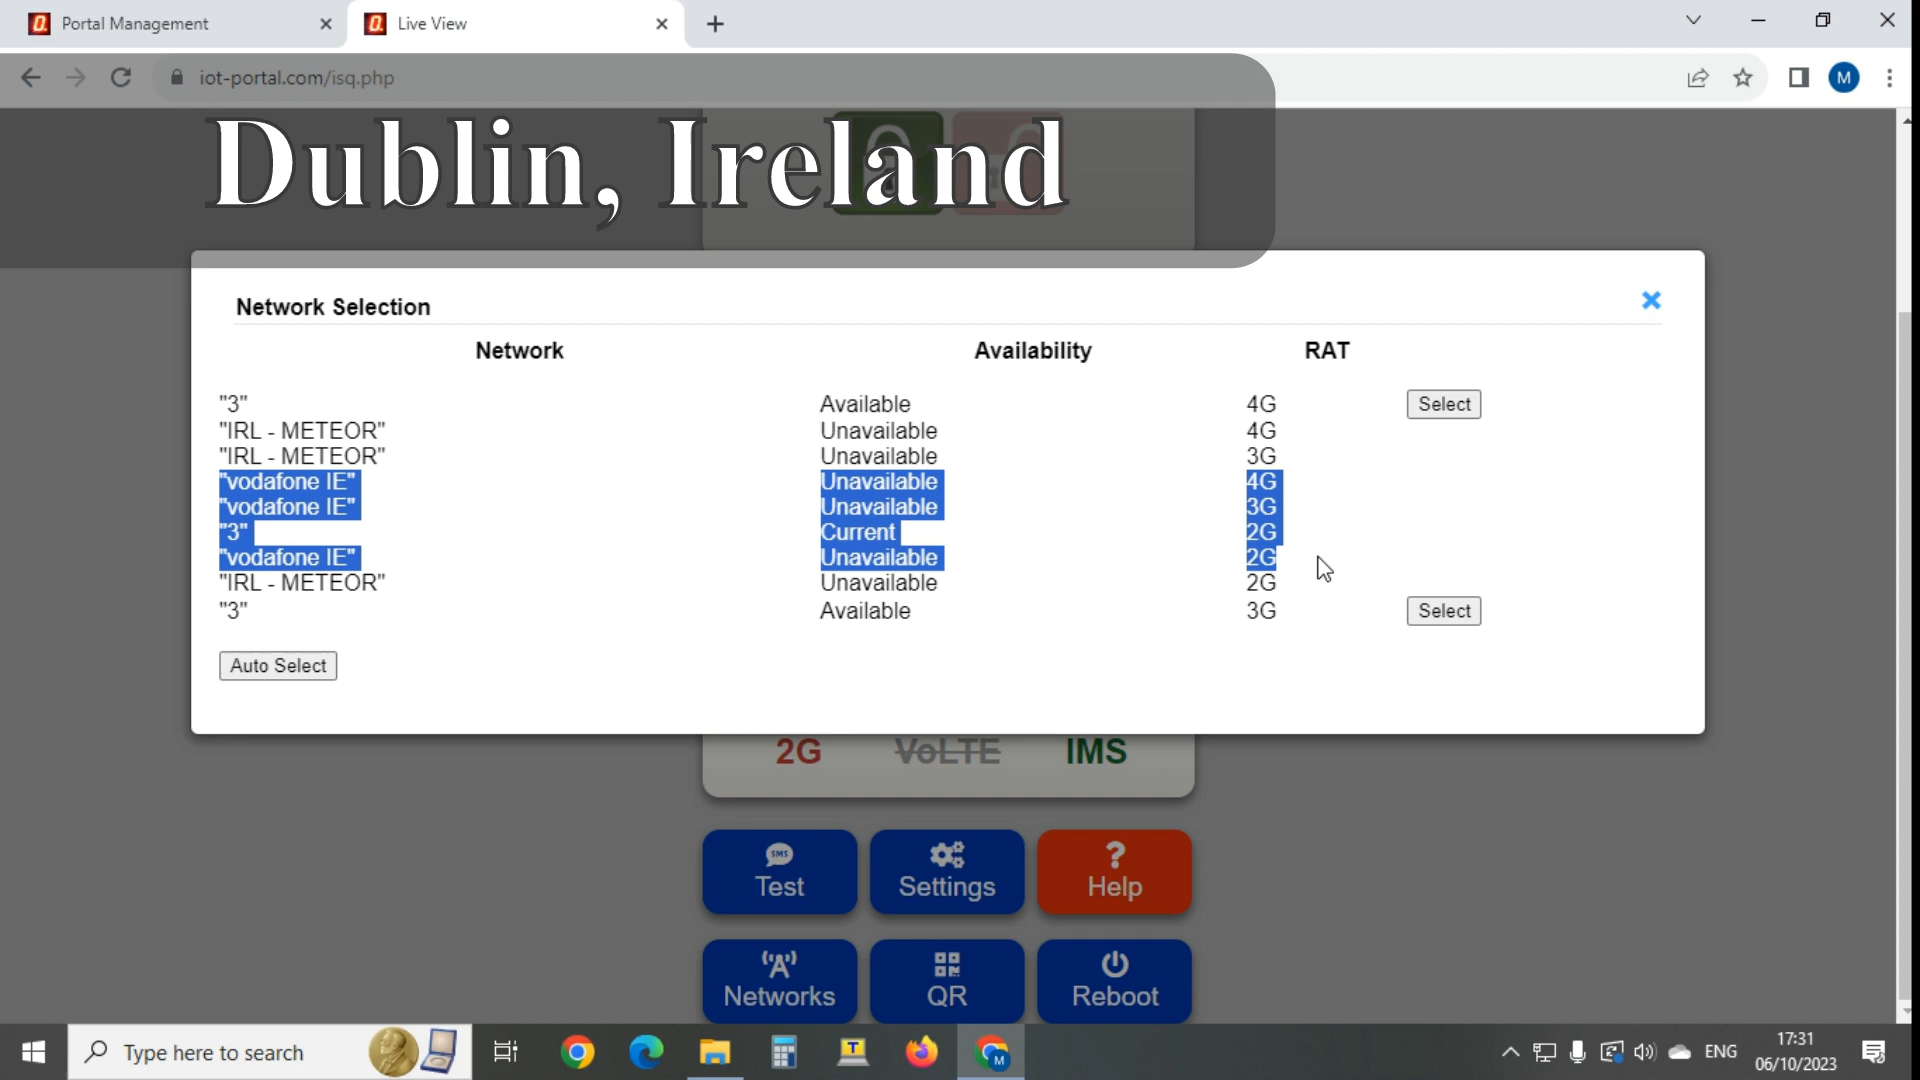 Portal Management
Live View
iot-portal.com/isq.php
M
Dublin, Ireland
Network Selection
Network Availability RAT
"3" Available 4G Select
"IRL - METEOR" Unavailable 4G
"IRL - METEOR" Unavailable 3G
"vodafone IE" Unavailable 4G
"vodafone IE" Unavailable 3G
"3" Current 2G
"vodafone IE" Unavailable 2G
"IRL - METEOR" Unavailable 2G
"3" Available 3G Select
Auto Select
2G VoLTE IMS
SMS
Test Settings Help
Networks QR Reboot
Type here to search
T
M
ENG
17:31
06/10/2023